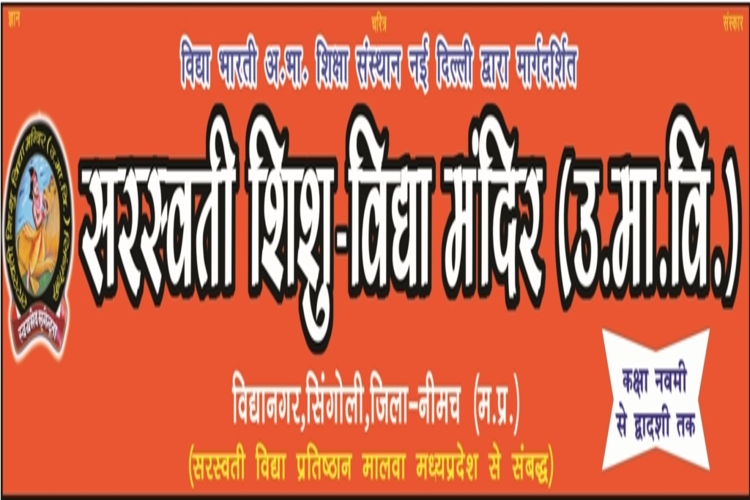 ज्ञान चरित्र संस्कार
विद्या भारती अ.भा. शिक्षा संस्थान नई दिल्ली द्वारा मार्गदर्शित
सरस्वती शिशु-विद्या मंदिर (उ.मा.वि.)
विद्यानगर,सिंगोली,जिला-नीमच (म.प्र.)
(सरस्वती विद्या प्रतिष्ठान मालवा मध्यप्रदेश से संबद्ध)
कक्षा नवमी
से द्वादशी तक